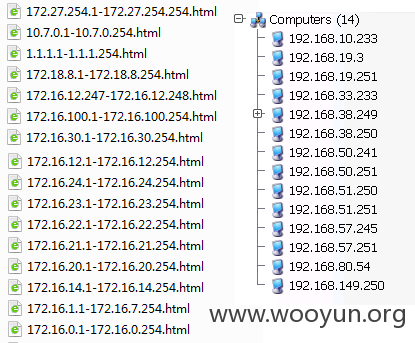 172.27.254.1-172.27.254.254.html
10.7.0.1-10.7.0.254.html
1.1.1.1-1.1.1.254.html
172.18.8.1-172.18.8.254.html
172.16.12.247-172.16.12.248.html
172.16.100.1-172.16.100.254.html
172.16.30.1-172.16.30.254.html
172.16.12.1-172.16.12.254.html
172.16.24.1-172.16.24.254.html
172.16.23.1-172.16.23.254.html
172.16.22.1-172.16.22.254.html
172.16.21.1-172.16.21.254.html
172.16.20.1-172.16.20.254.html
172.16.14.1-172.16.14.254.html
172.16.1.1-172.16.7.254.html
172.16.0.1-172.16.0.254.html
Computers (14)
192.168.10.233
192.168.19.3
192.168.19.251
192.168.33.233
192.168.38.249
192.168.38.250
192.168.50.241
192.168.50.251
192.168.51.250
192.168.51.251
192.168.57.245
192.168.57.251
192.168.80.54
192.168.149.250
www.wooyun.org